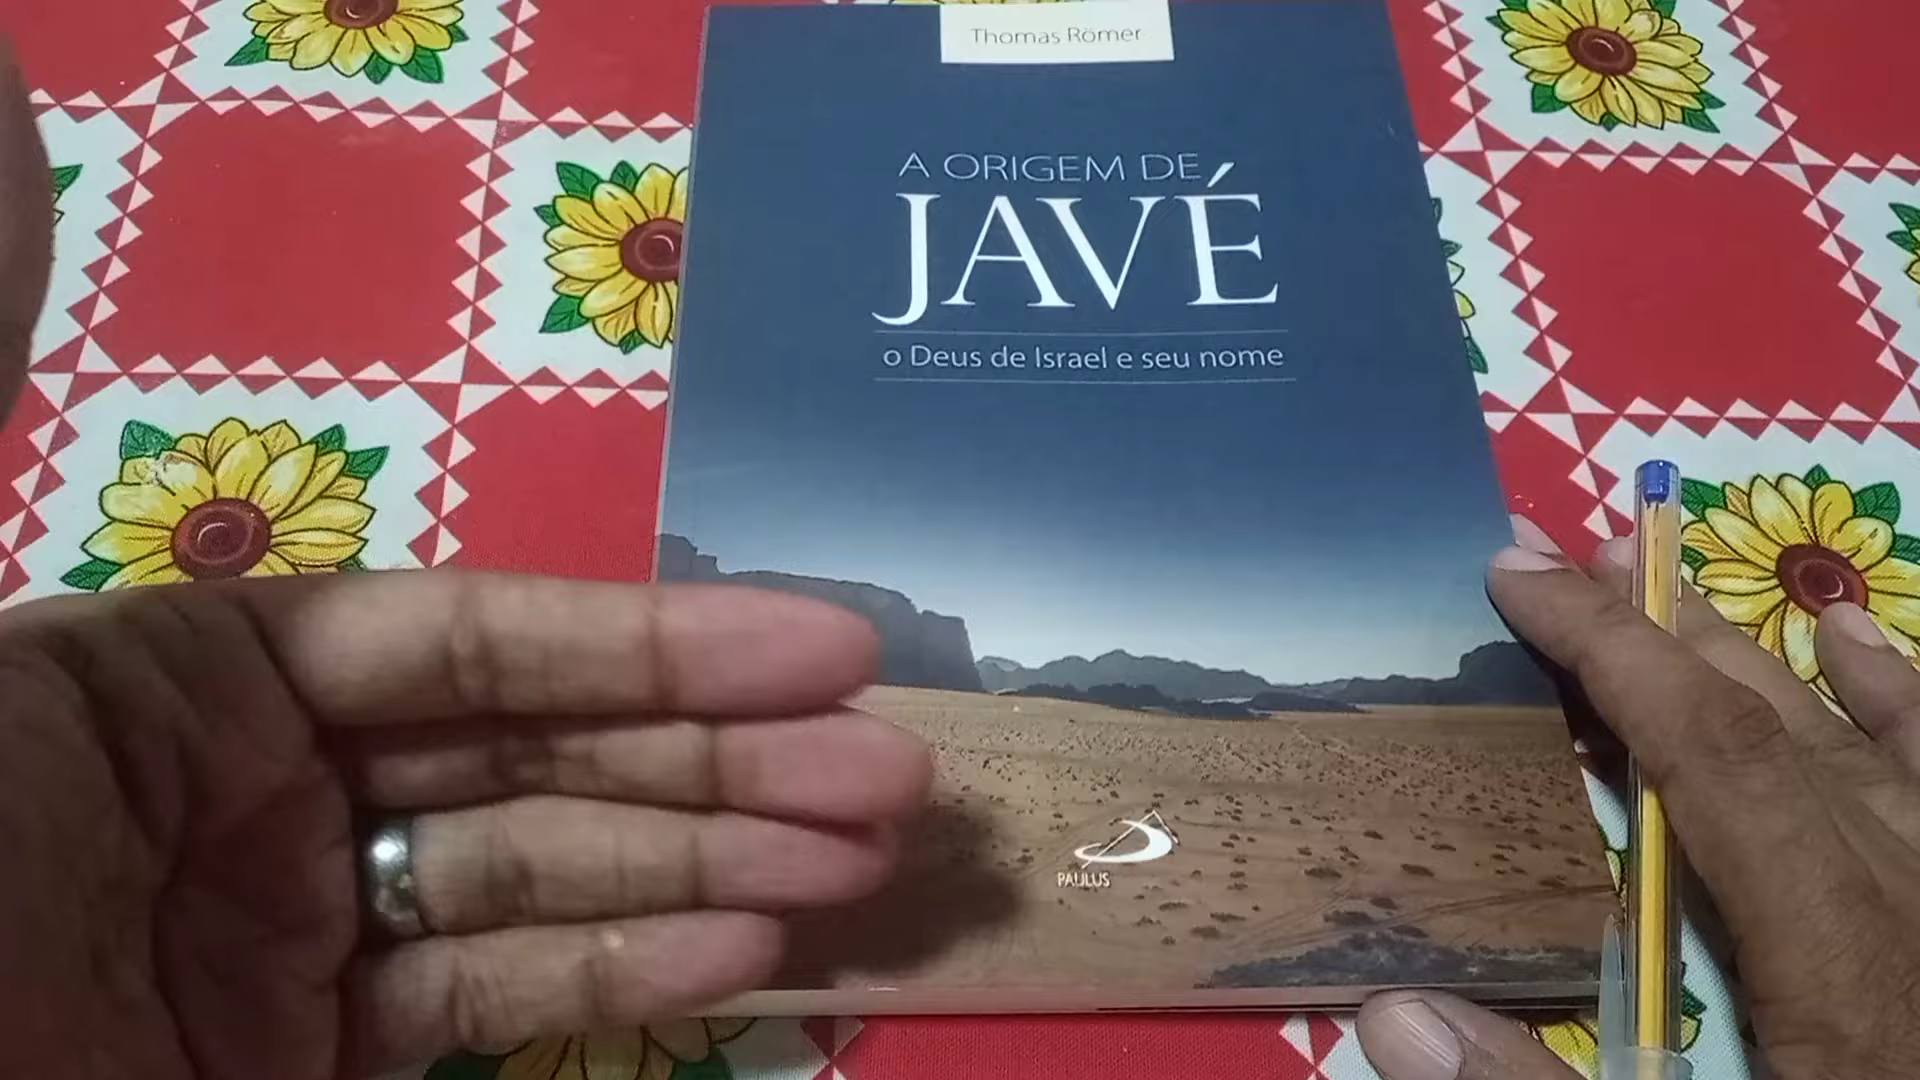 Thomas Römer
A ORIGEM DE
JAVÉ
o Deus de Israel e seu nome
PAULUS